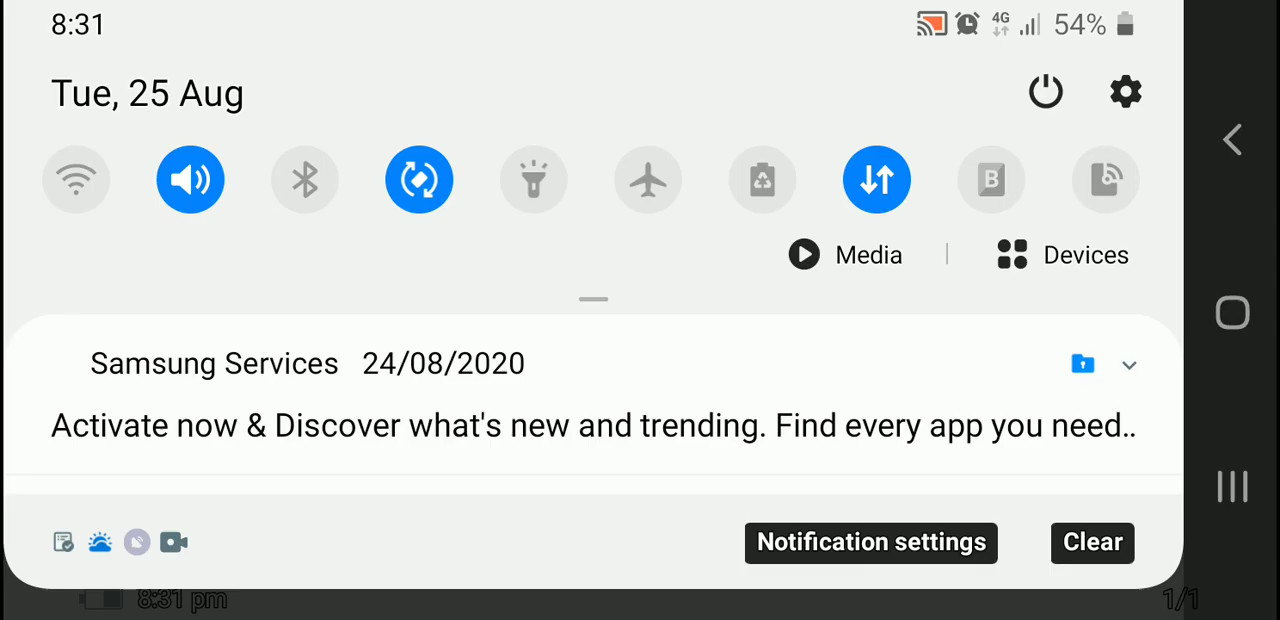 8:31
4G 54%
Tue, 25 Aug
B
Media
Devices
Samsung Services 24/08/2020
Activate now & Discover what's new and trending. Find every app you need..
Notification settings
Clear
8:31 pm
1/1